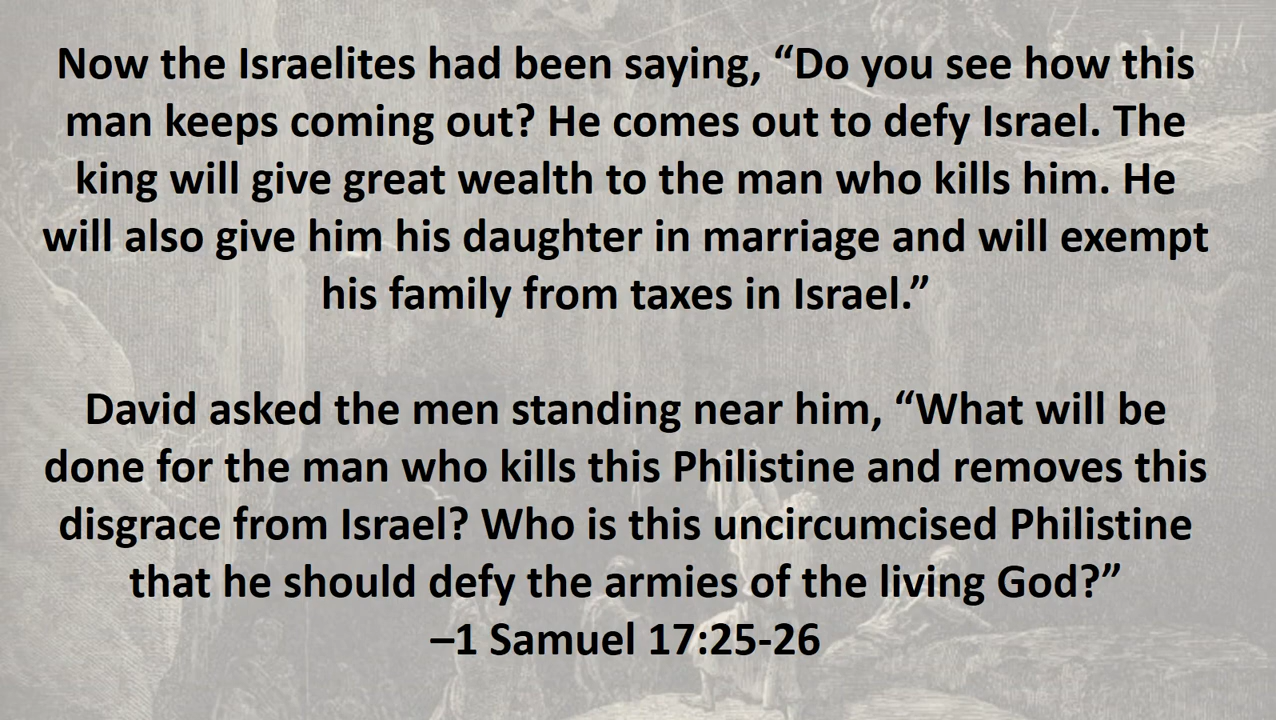 Now the Israelites had been saying, “Do you see how this
man keeps coming out? He comes out to defy Israel. The
king will give great wealth to the man who kills him. He
will also give him his daughter in marriage and will exempt
his family from taxes in Israel.”
David asked the men standing near him, “What will be
done for the man who kills this Philistine and removes this
disgrace from Israel? Who is this uncircumcised Philistine
that he should defy the armies of the living God?”
–1 Samuel 17:25-26